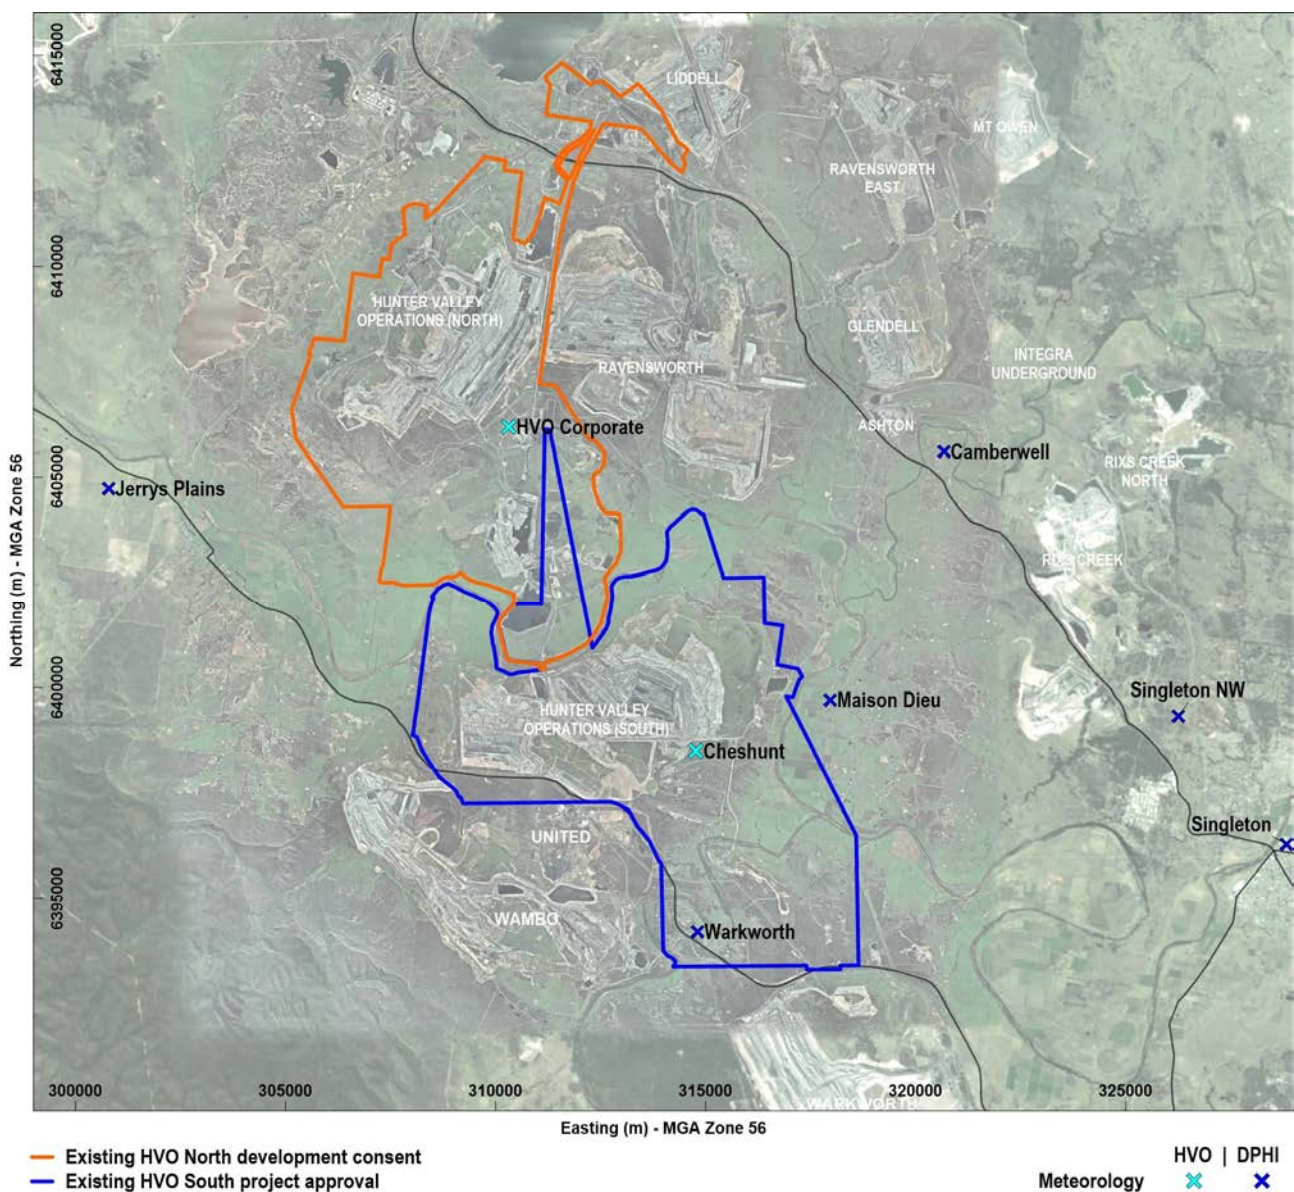 6415000
LIDDELL
MT OWEN
RAVENSWORTH
EAST
6410000
HUNTER VALLEY
OPERATIONS (NORTH)
GLENDELL
INTEGRA
UNDERGROUND
RAVENSWORTH
HVO Corporate
ASHTON
Camberwell
6405000
RIXS CREEK
NORTH
Jerrys Plains
RIXS CREEK
Northing (m) - MGA Zone 56
6400000
Maison Dieu
Singleton NW
HUNTER VALLEY
OPERATIONS (SOUTH)
Cheshunt
UNITED
Singleton
6395000
WAMBO
Warkworth
WARKWORTH
300000
305000
310000
315000
320000
325000
Easting (m) - MGA Zone 56
Existing HVO North development consent
Existing HVO South project approval
HVO | DPHI
Meteorology